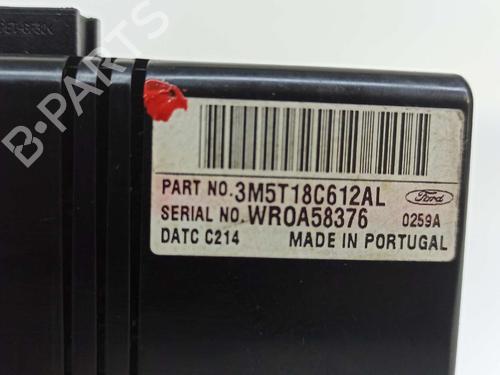 B-PARTS
PART NO. 3M5T18C612AL
Ford
SERIAL NO. WR0A58376
0259A
DATC C214
MADE IN PORTUGAL